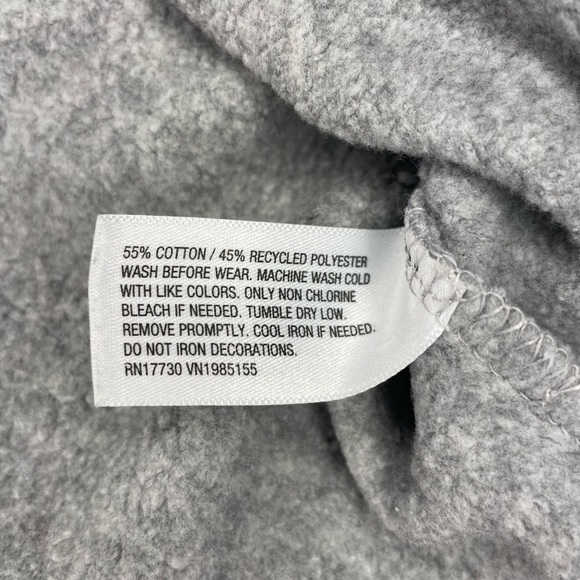 55% COTTON / 45% RECYCLED POLYESTER
WASH BEFORE WEAR. MACHINE WASH COLD
WITH LIKE COLORS. ONLY NON CHLORINE
BLEACH IF NEEDED. TUMBLE DRY LOW.
REMOVE PROMPTLY. COOL IRON IF NEEDED.
DO NOT IRON DECORATIONS.
RN17730 VN1985155